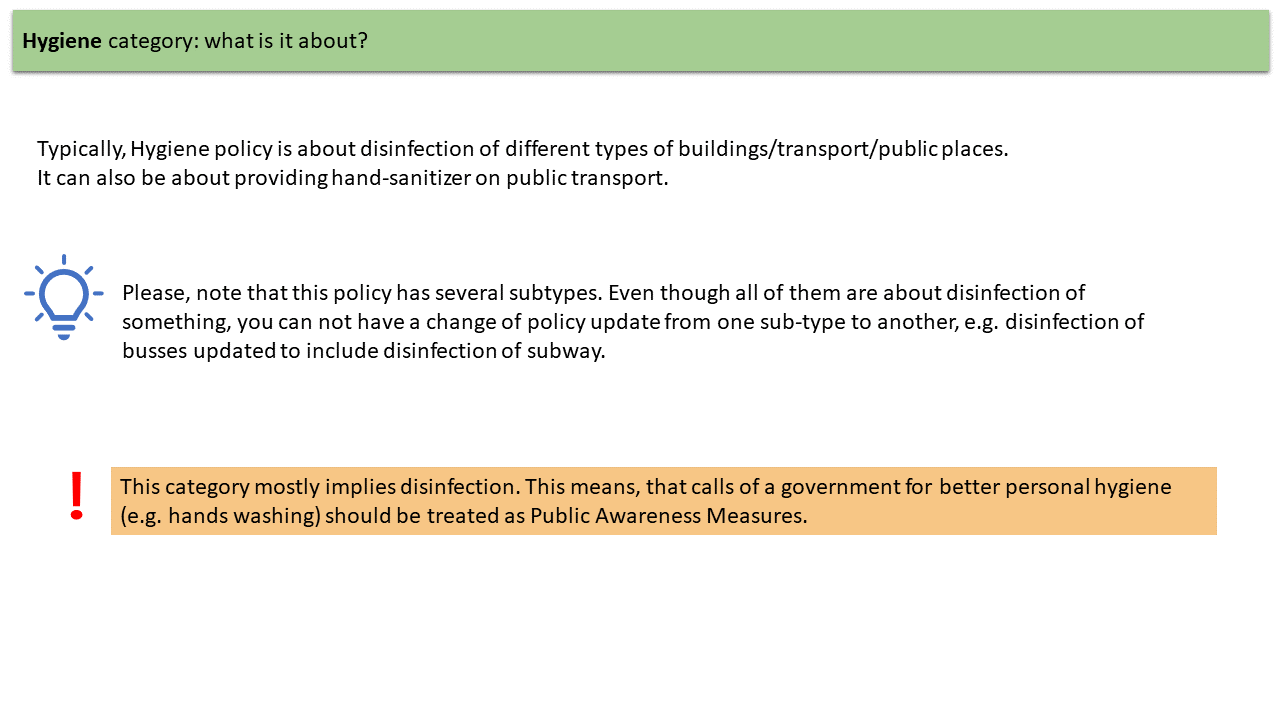 Hygiene category: what is it about?
Typically, Hygiene policy is about disinfection of different types of buildings/transport/public places.
It can also be about providing hand-sanitizer on public transport.
Please, note that this policy has several subtypes. Even though all of them are about disinfection of
something, you can not have a change of policy update from one sub-type to another, e.g. disinfection of
busses updated to include disinfection of subway.
!
This category mostly implies disinfection. This means, that calls of a government for better personal hygiene
(e.g. hands washing) should be treated as Public Awareness Measures.